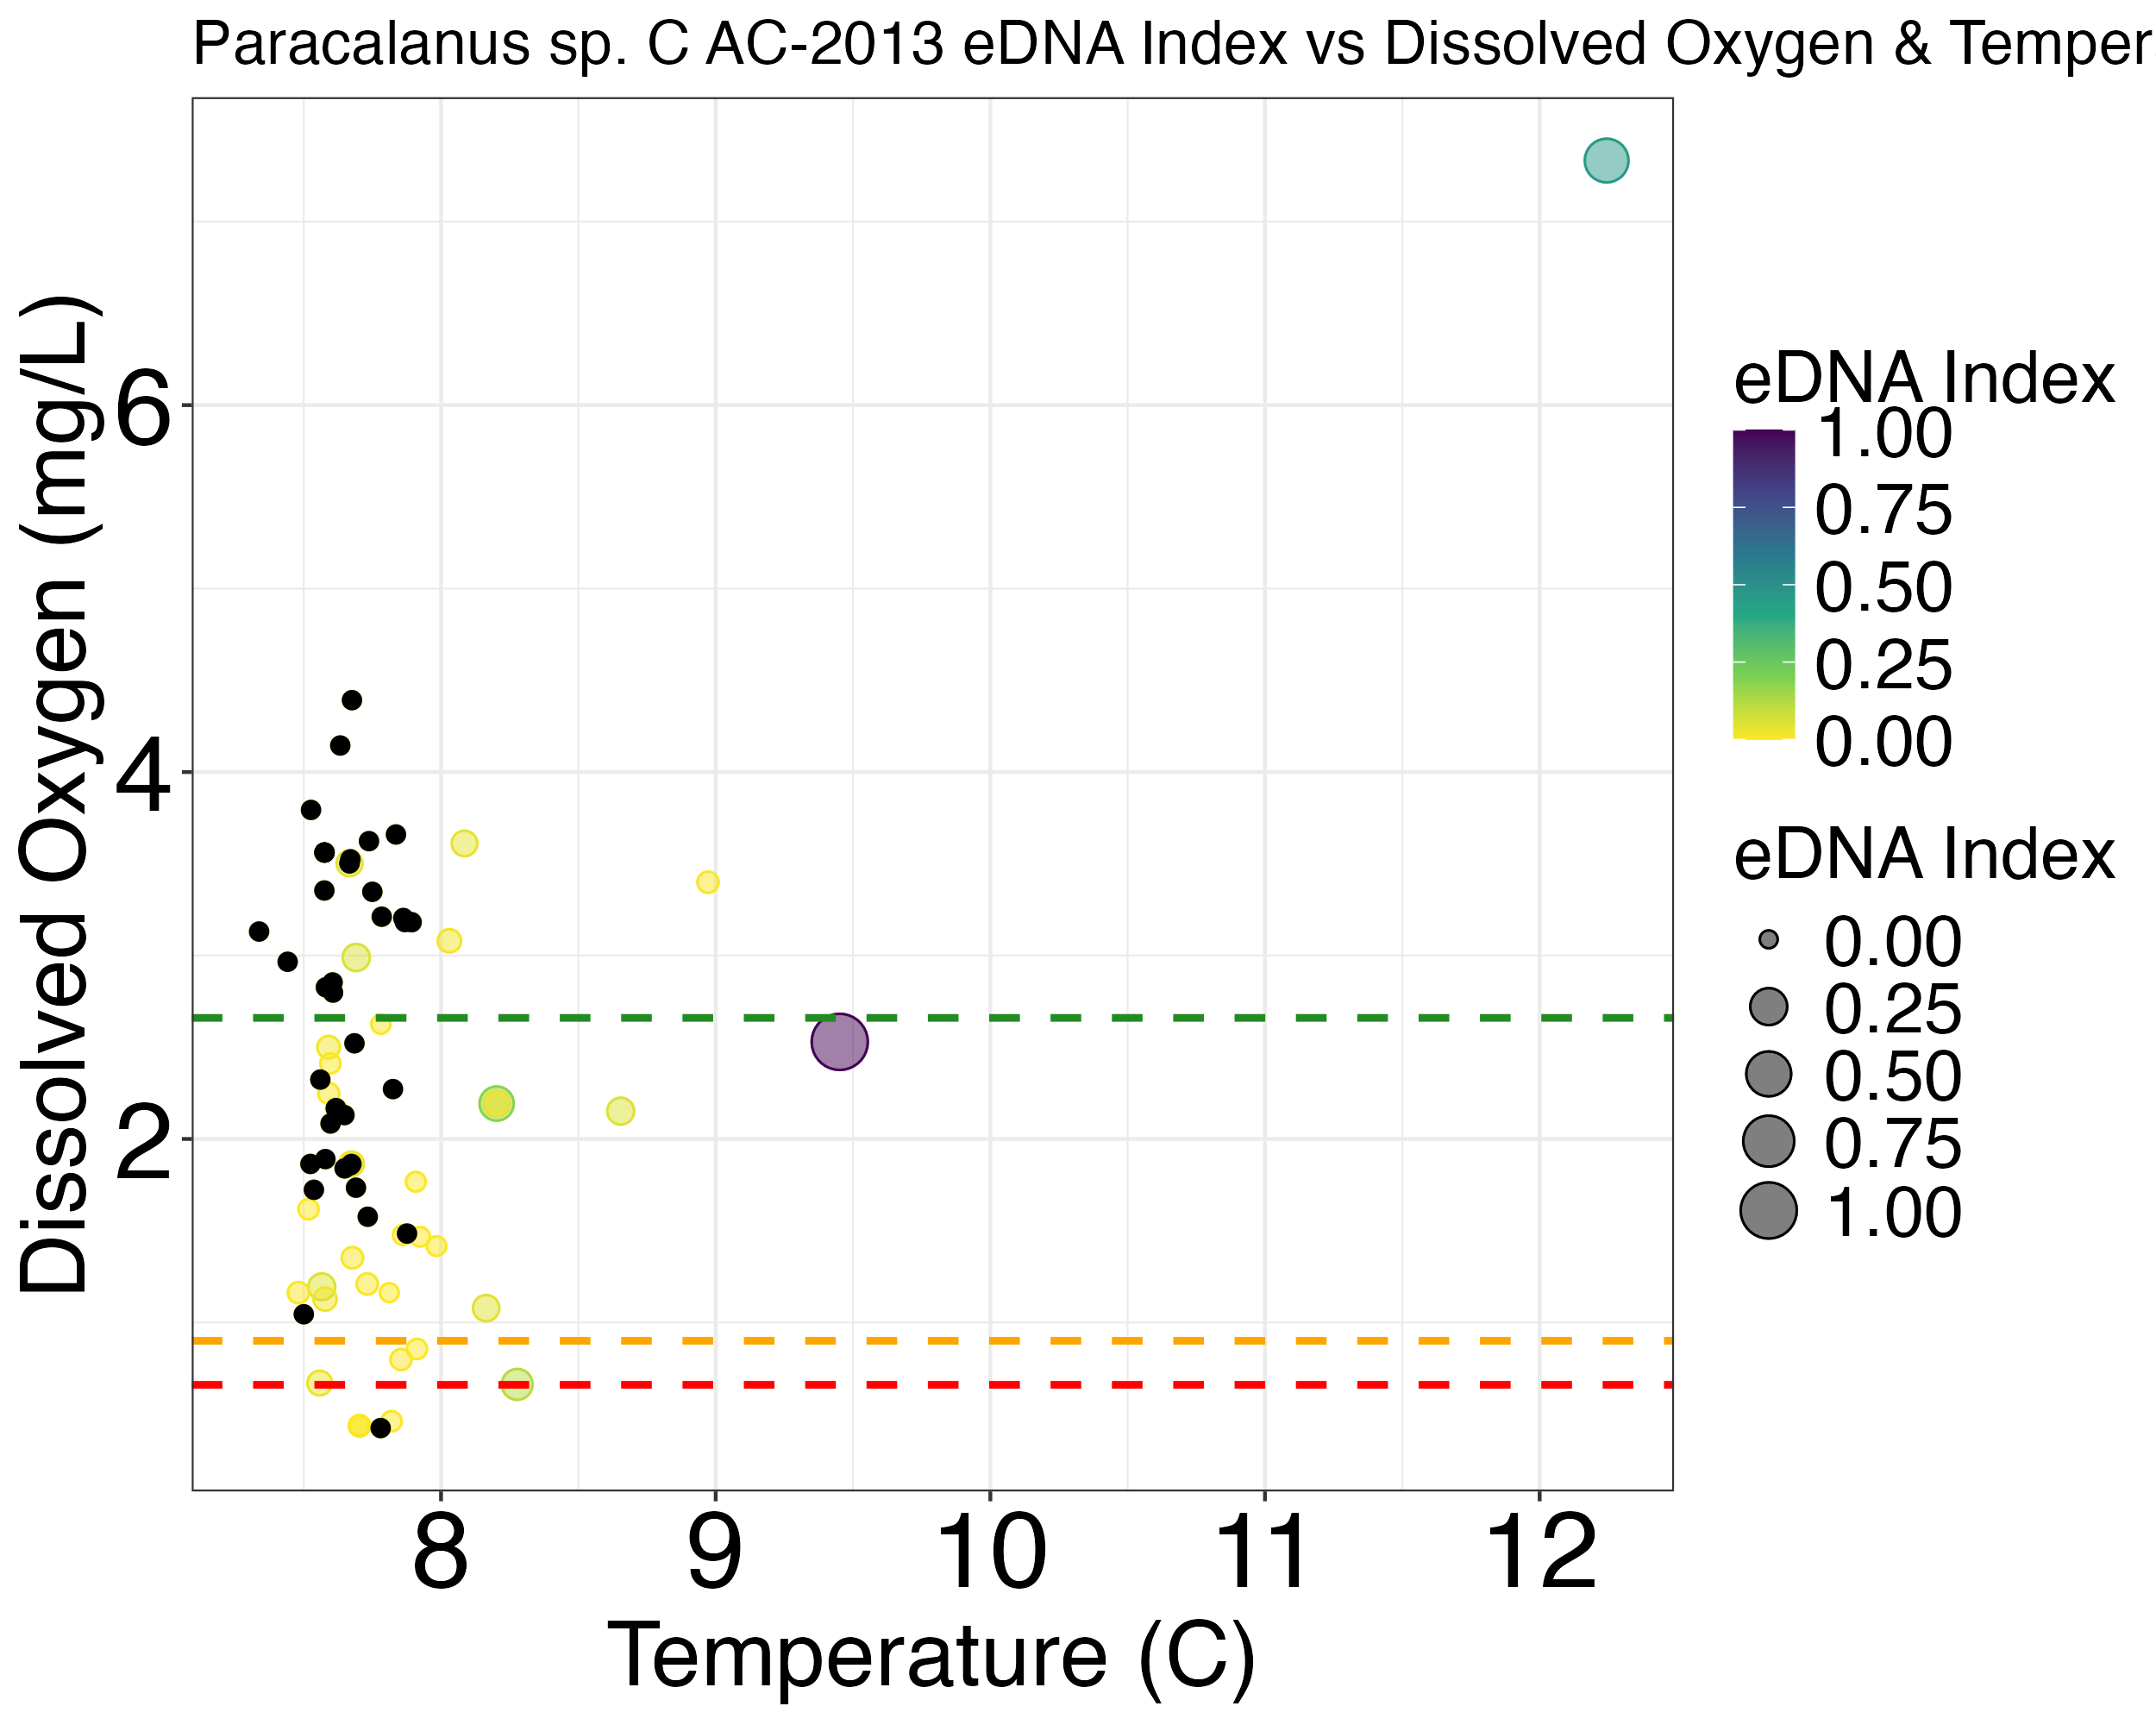 Paracalanus sp. C AC-2013 eDNA Index vs Dissolved Oxygen & Temper
Dissolved Oxygen (mg/L)
6
4
2
8 9 10 11 12
Temperature (C)
eDNA Index
1.00
0.75
0.50
0.25
0.00
eDNA Index
0.00
0.25
0.50
0.75
1.00